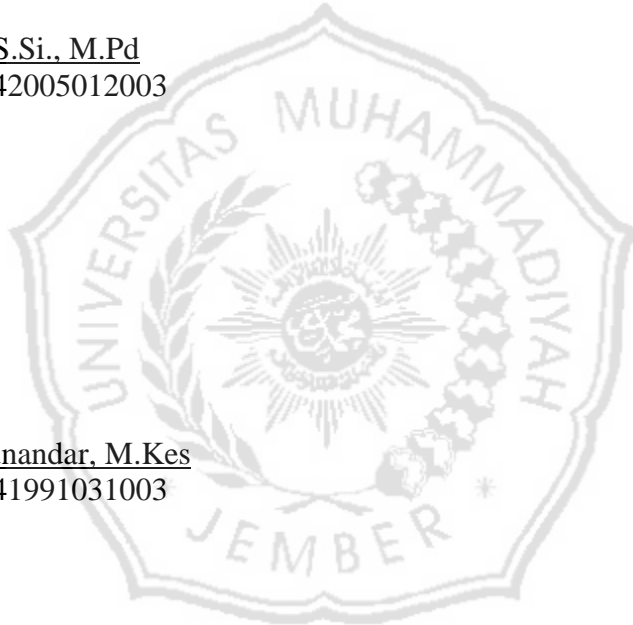 S.Si., M.Pd
42005012003
UNIVERSITAS MUHAMMADIYAH
nandar, M.Kes
41991031003
* JEMBER *